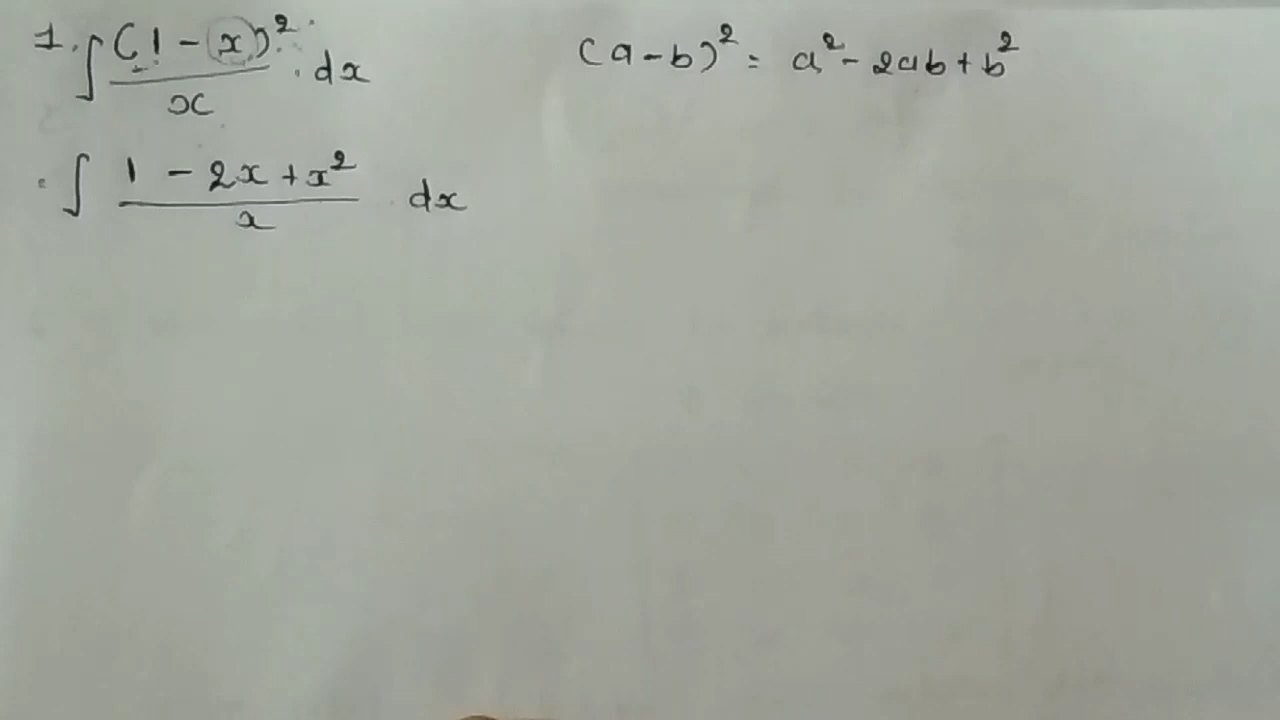 1. ∫ (1 - x)² / x . dx
(a-b)² = a² - 2ab + b²
∫ 1 - 2x + x² / x dx